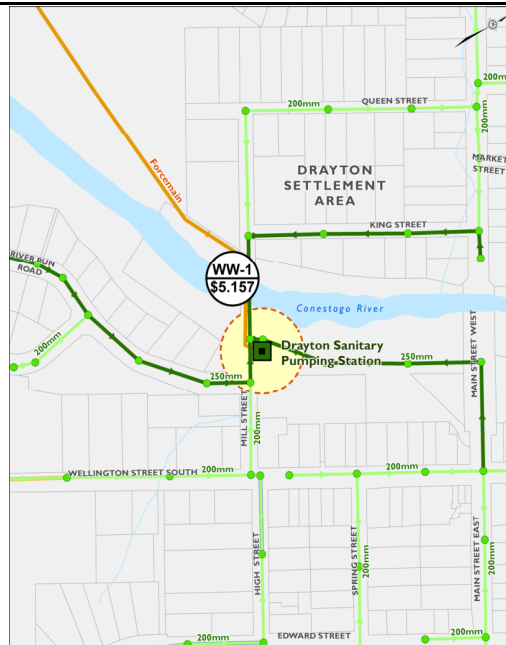 200mm
QUEEN STREET
200m
200mm
MARKET
STREET
DRAYTON
SETTLEMENT
AREA
Forcemain
KING STREET
RIVER RUN
ROAD
WW-1
$5.157
Conestogo River
200mm
Drayton Sanitary
Pumping Station
250mm
250mm
MAIN STREET WEST
MILL STREET
200mm
WELLINGTON STREET SOUTH
200mm
200mm
HIGH STREET
SPRING STREET
200mm
MAIN STREET EAST
200mm
200mm
EDWARD STREET
200mm